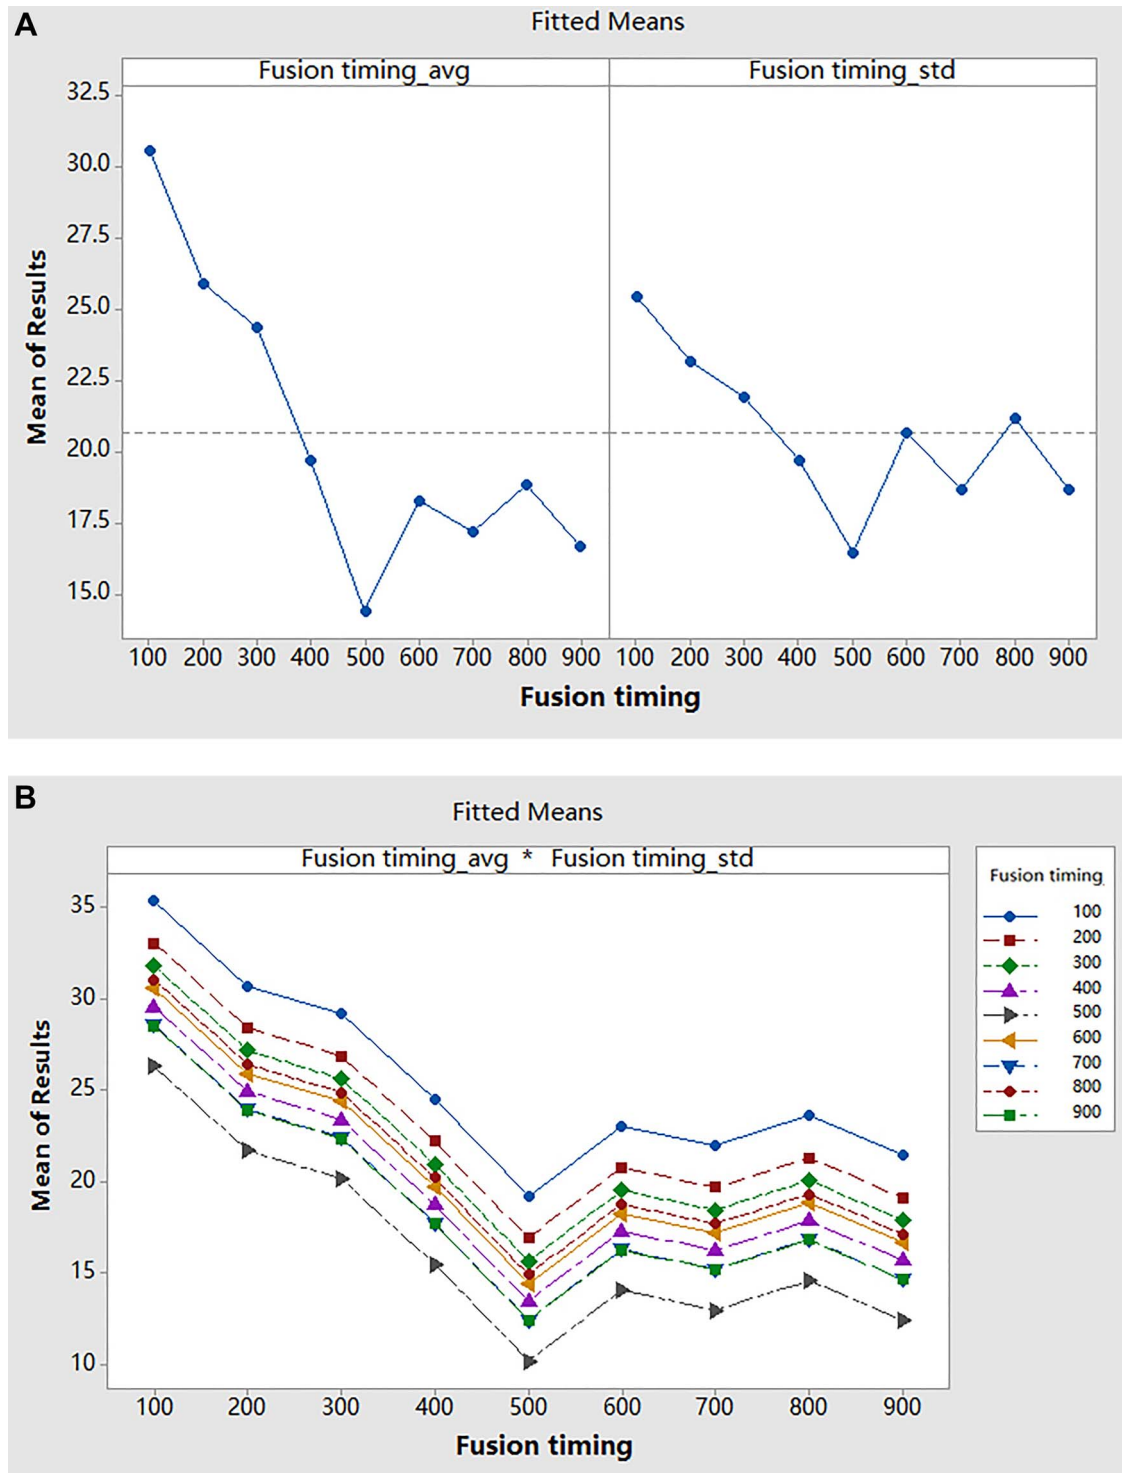 A
Fitted Means
Fusion timing_avg Fusion timing_std
32.5
30.0
27.5
25.0
22.5
20.0
17.5
15.0
Mean of Results
100 200 300 400 500 600 700 800 900 100 200 300 400 500 600 700 800 900
Fusion timing
B
Fitted Means
Fusion timing_avg * Fusion timing_std
35
30
25
20
15
10
Mean of Results
100 200 300 400 500 600 700 800 900
Fusion timing
Fusion timing
100
200
300
400
500
600
700
800
900